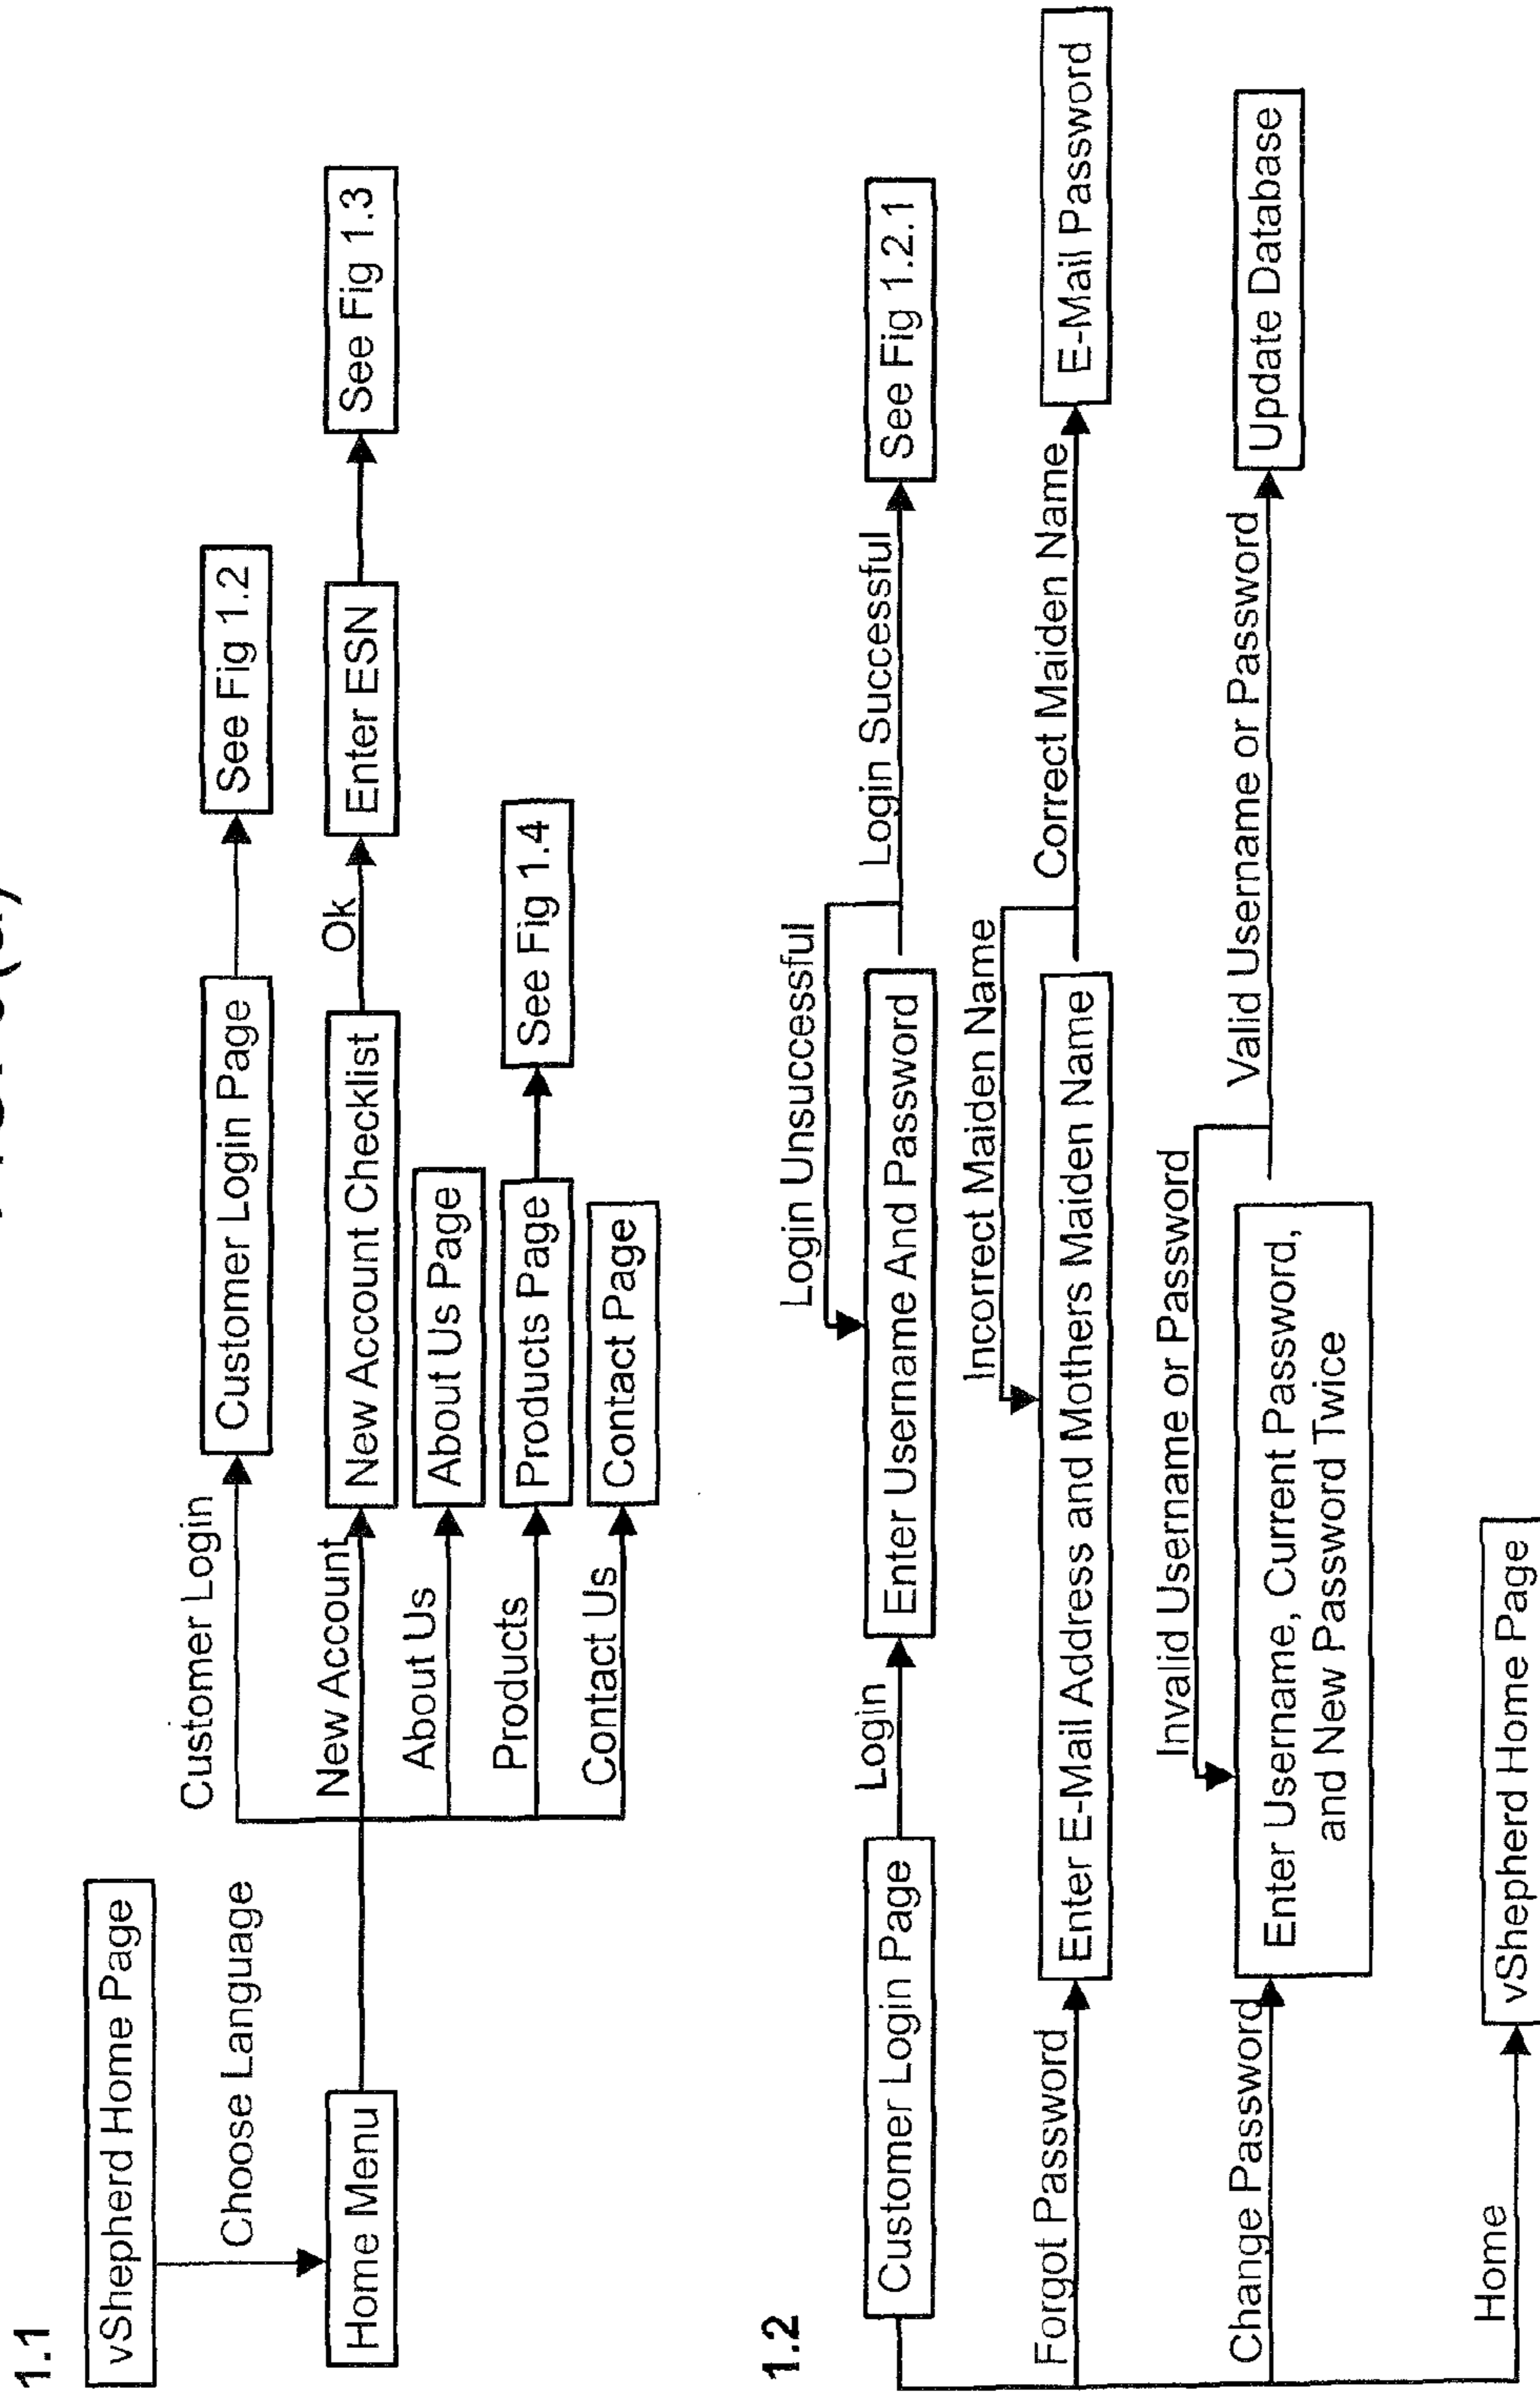 1.1
vShepherd Home Page
Choose Language
Home Menu
Customer Login
Customer Login Page
See Fig 1.2
New Account
New Account Checklist
Ok
Enter ESN
See Fig 1.3
About Us
About Us Page
Products
Products Page
See Fig 1.4
Contact Us
Contact Page
1.2
Customer Login Page
Login
Enter Username And Password
Login Unsuccessful
Login Successful
See Fig 1.2.1
Forgot Password
Enter E-Mail Address and Mothers Maiden Name
Incorrect Maiden Name
Correct Maiden Name
E-Mail Password
Change Password
Enter Username, Current Password,
and New Password Twice
Invalid Username or Password
Valid Username or Password
Update Database
Home
vShepherd Home Page